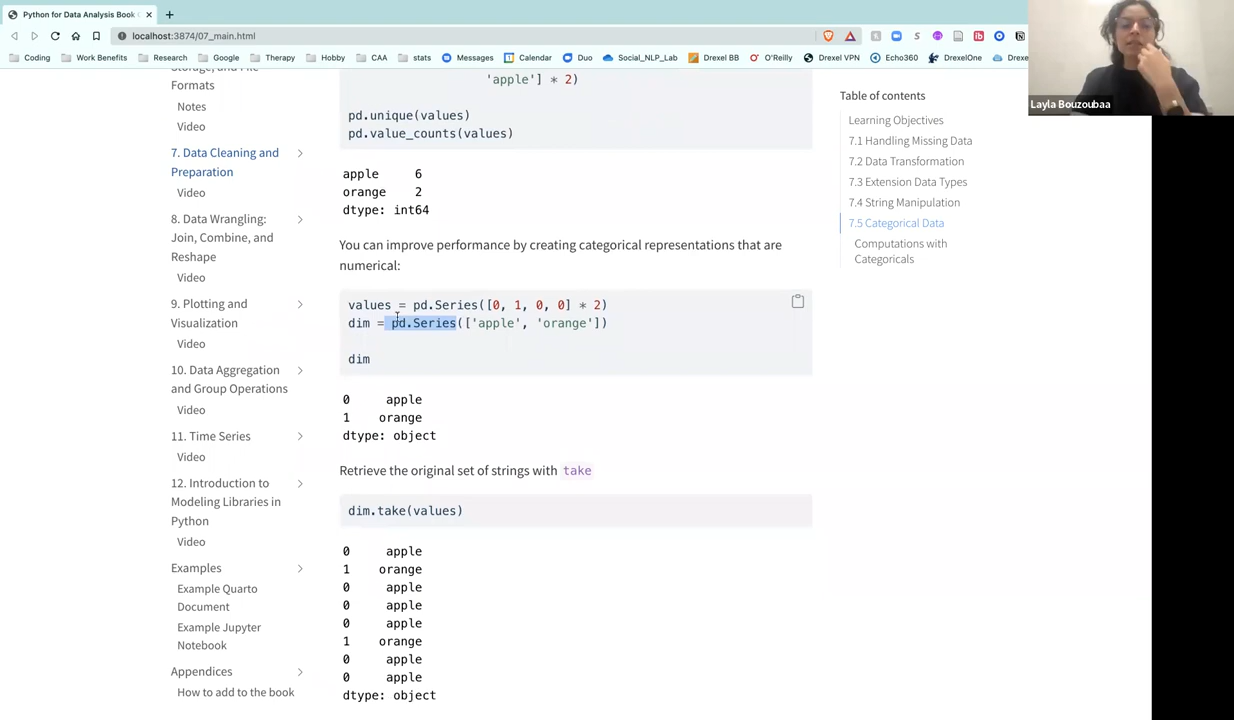 Python for Data Analysis Book
localhost:3874/07_main.html
Coding
Work Benefits
Research
Google
Therapy
Hobby
CAA
stats
Messages
Calendar
Duo
Social_NLP_Lab
Drexel BB
O'Reilly
Drexel VPN
Echo360
DrexelOne
Layla Bouzoubaa
Storage, and File
Formats
Notes
Video
7. Data Cleaning and
Preparation
Video
8. Data Wrangling:
Join, Combine, and
Reshape
Video
9. Plotting and
Visualization
Video
10. Data Aggregation
and Group Operations
Video
11. Time Series
Video
12. Introduction to
Modeling Libraries in
Python
Video
Examples
Example Quarto
Document
Example Jupyter
Notebook
Appendices
How to add to the book
'apple'] * 2)
pd.unique(values)
pd.value_counts(values)
apple 6
orange 2
dtype: int64
You can improve performance by creating categorical representations that are
numerical:
values = pd.Series([0, 1, 0, 0] * 2)
dim = pd.Series(['apple', 'orange'])
dim
0 apple
1 orange
dtype: object
Retrieve the original set of strings with take
dim.take(values)
0 apple
1 orange
0 apple
0 apple
0 apple
1 orange
0 apple
0 apple
dtype: object
Table of contents
Learning Objectives
7.1 Handling Missing Data
7.2 Data Transformation
7.3 Extension Data Types
7.4 String Manipulation
7.5 Categorical Data
Computations with
Categoricals